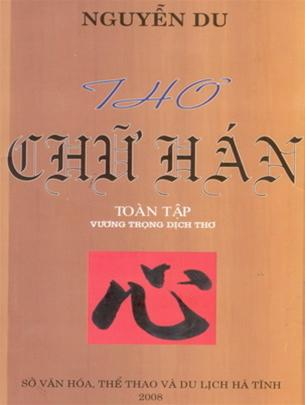 NGUYỄN DU
THƠ
CHỮ HÁN
TOÀN TẬP
VƯƠNG TRỌNG DỊCH THƠ
心
SỞ VĂN HÓA, THỂ THAO VÀ DU LỊCH HÀ TĨNH
2008